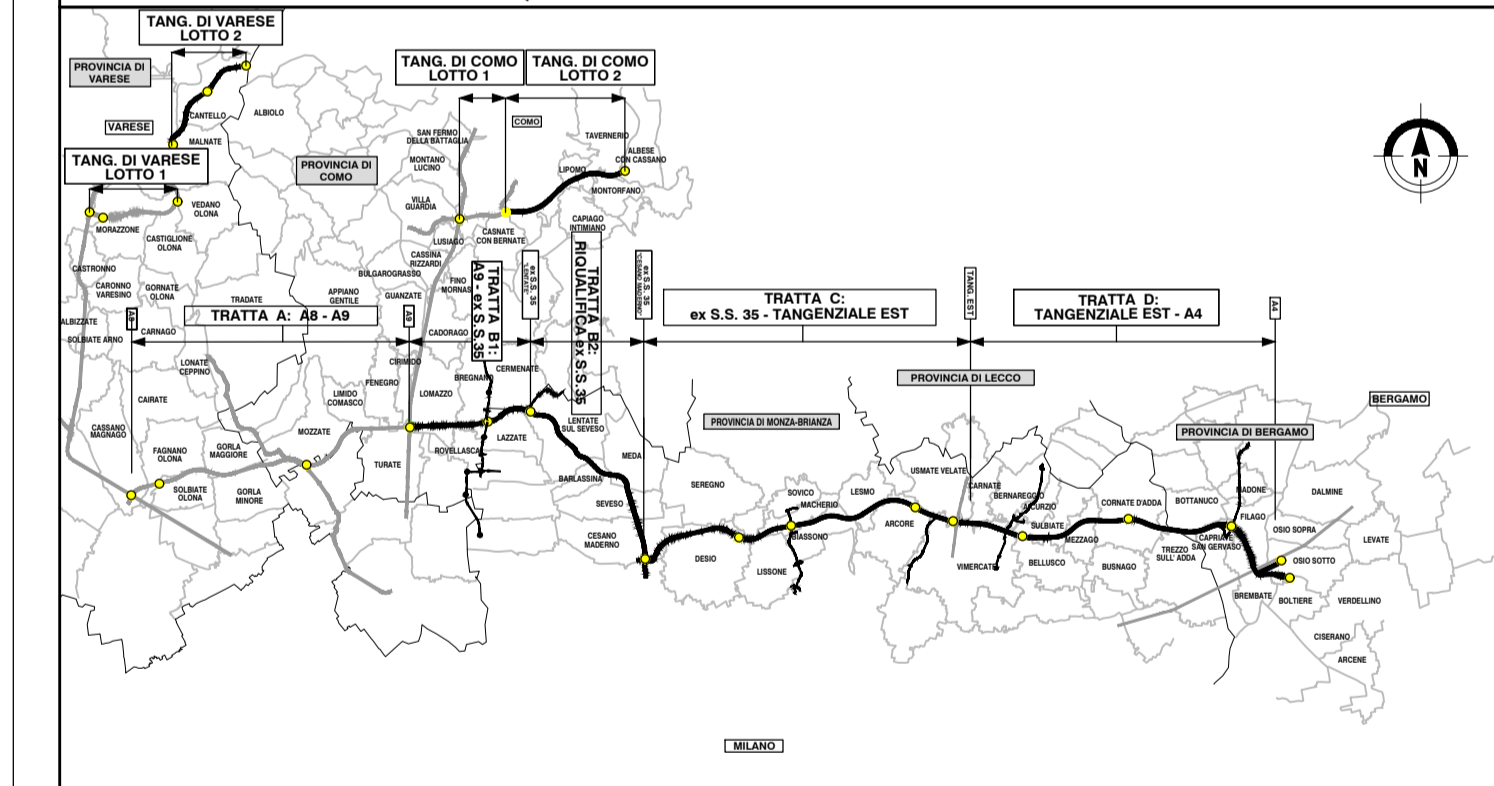 TANG. DI VARESE
LOTTO 2
PROVINCIA DI
VARESE
CANTELLO
ALBIOLO
VARESE
MALNATE
TANG. DI VARESE
LOTTO 1
PROVINCIA DI
COMO
VEDANO
OLONA
MORAZZONE
CASTIGLIONE
OLONA
TANG. DI COMO
LOTTO 1
TANG. DI COMO
LOTTO 2
COMO
SAN FERMO
DELLA BATTAGLIA
TAVERNERIO
MONTANO
LUCINO
ALBESE
CON CASSANO
LIPOMO
MONTORFANO
VILLA
GUARDIA
CAPIAGO
INTIMIANO
LUSIAGO
CASNATE
CON BERNATE
CASSINA
RIZZARDI
BULGAROGRASSO
FINO
MORNAS
CASTRONNO
CARONNO
VARESINO
GORNATE
OLONA
TRADATE
APPIANO
GENTILE
GUANZATE
N
ALBIZZATE
SOLBIATE ARNO
A8
CARNAGO
TRATTA A: A8 - A9
A9
CADORAGO
TRATTA B1:
A9 - ex S.S.35
ex S.S. 35
"LENTATE"
TRATTA B2:
RIQUALIFICA ex S.S.35
ex S.S. 35
"CESANO MADERNO"
TRATTA C:
ex S.S. 35 - TANGENZIALE EST
TANG. EST
TRATTA D:
TANGENZIALE EST - A4
A4
LONATE
CEPPINO
CIRIMIDO
FENEGRO
BREGNANO
CERMENATE
LIMIDO
COMASCO
LOMAZZO
CAIRATE
PROVINCIA DI LECCO
BERGAMO
PROVINCIA DI MONZA-BRIANZA
PROVINCIA DI BERGAMO
CASSANO
MAGNAGO
MOZZATE
LENTATE
SUL SEVESO
LAZZATE
FAGNANO
OLONA
GORLA
MAGGIORE
ROVELLASCA
TURATE
MEDA
SOLBIATE
OLONA
GORLA
MINORE
BARLASSINA
SEREGNO
SEVESO
SOVICO
MACHERIO
LESMO
USMATE VELATE
CARNATE
BERNAREGGIO
AICURZIO
CORNATE D'ADDA
BOTTANUCO
MADONE
DALMINE
FILAGO
ARCORE
SULBIATE
MEZZAGO
OSIO SOPRA
CESANO
MADERNO
BIASSONO
CAPRIATE
SAN GERVASO
LEVATE
DESIO
LISSONE
VIMERCATE
BELLUSCO
BUSNAGO
TREZZO
SULL' ADDA
OSIO SOTTO
BREMBATE
BOLTIERE
VERDELLINO
CISERANO
ARCENE
MILANO